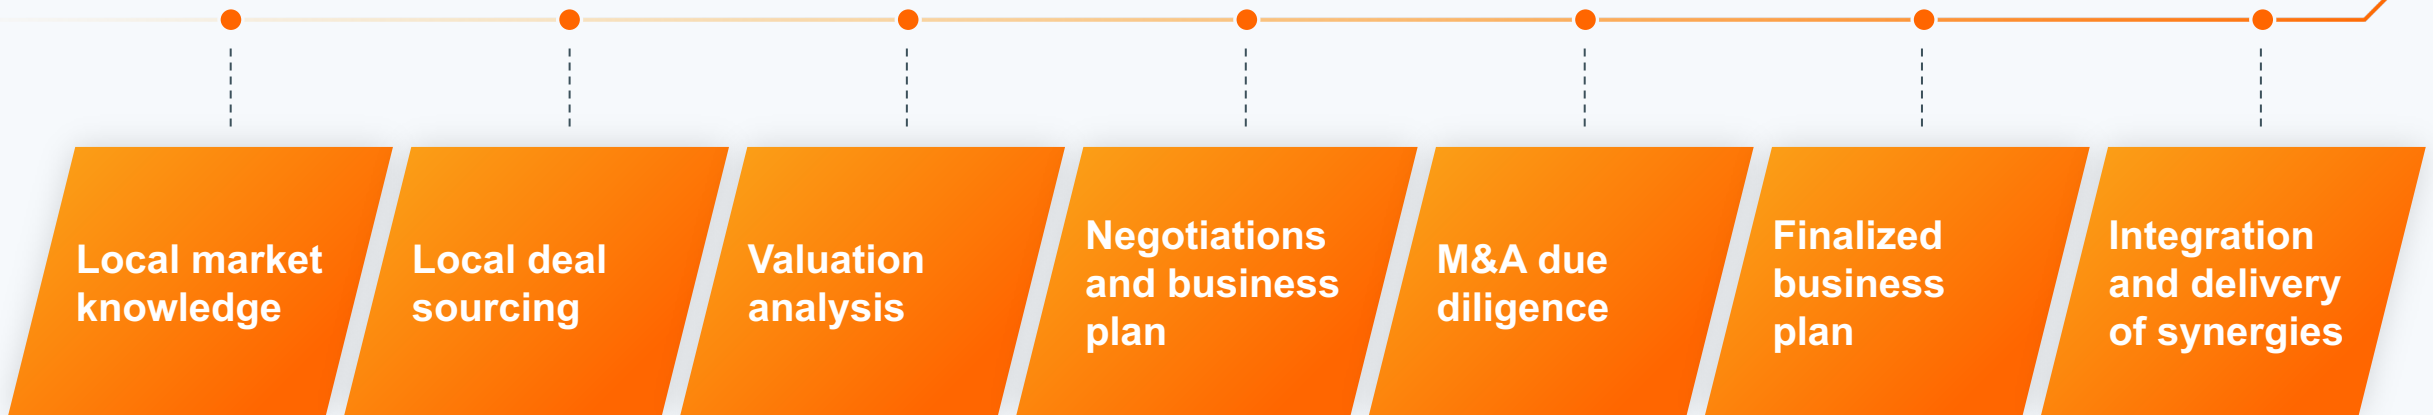 Local market
knowledge
Local deal
sourcing
Valuation
analysis
Negotiations
and business
plan
M&A due
diligence
Finalized
business
plan
Integration
and delivery
of synergies